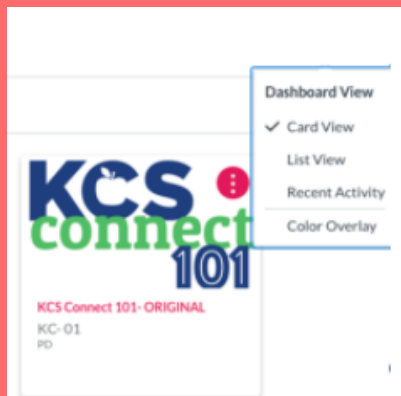 Dashboard View
Card View
List View
Recent Activity
Color Overlay
KCS
connect
101
KCS Connect 101- ORIGINAL
KC- 01
PD